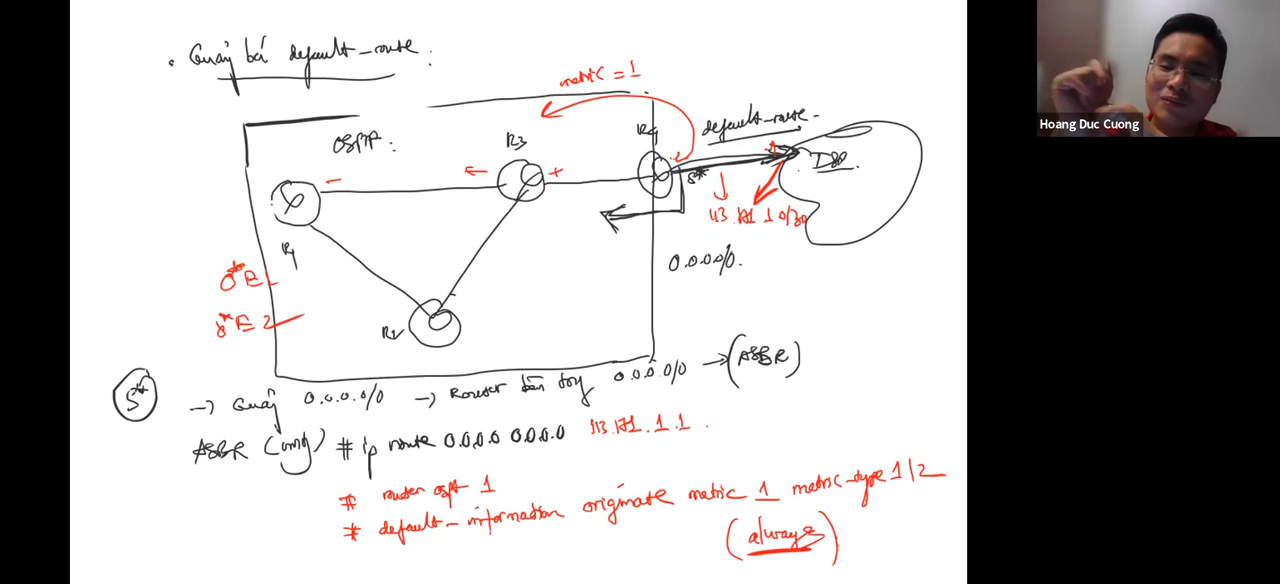 . Quảng bá default-route :
metric = 1
OSPF :
R3
R4
default-route
ISP.
S*
113.171.1.0/30
0.0.0.0/0.
R1
R2
O*E1
O*E2
S*
→ Quảng 0.0.0.0/0 → Router biên trong 0.0.0.0/0 → (ASBR)
ASBR (config) # ip route 0.0.0.0 0.0.0.0 113.171.1.1 .
# router ospf 1
# default-information originate metric 1 metric-type 1/2
(always)
Hoang Duc Cuong